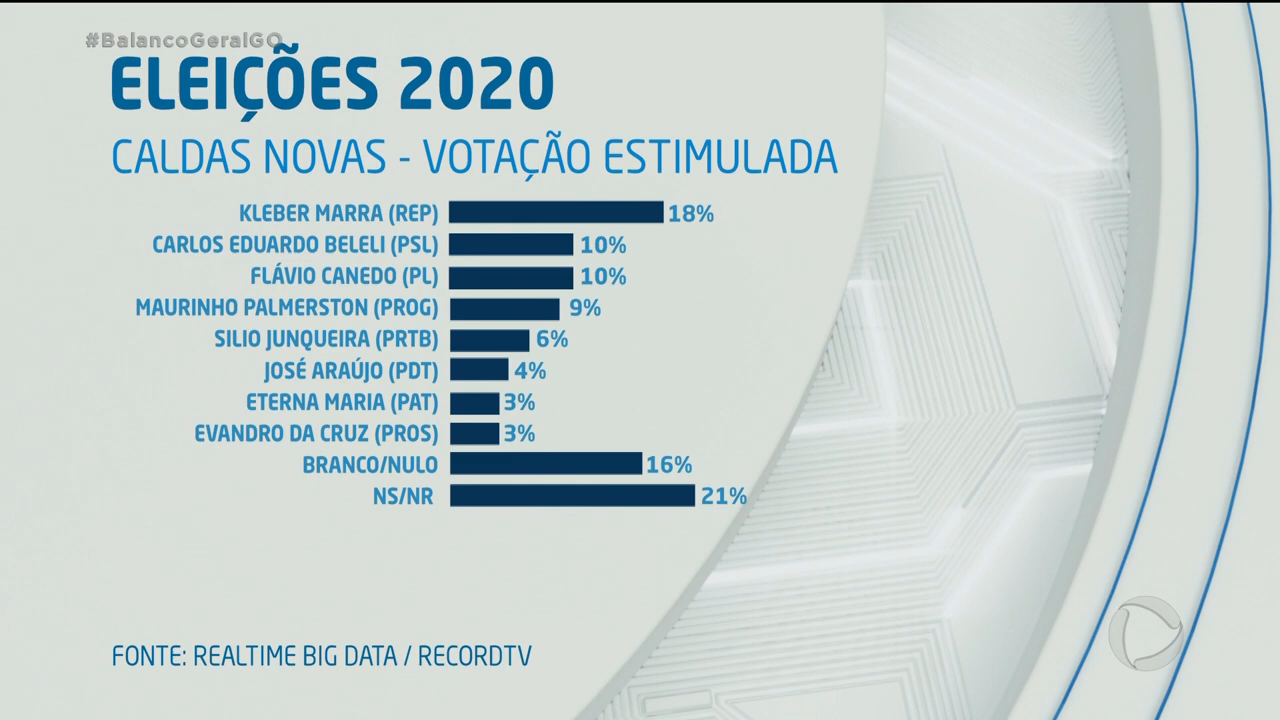 #BalancoGeralGO
ELEIÇÕES 2020
CALDAS NOVAS - VOTAÇÃO ESTIMULADA
KLEBER MARRA (REP) 18%
CARLOS EDUARDO BELELI (PSL) 10%
FLÁVIO CANEDO (PL) 10%
MAURINHO PALMERSTON (PROG) 9%
SILIO JUNQUEIRA (PRTB) 6%
JOSÉ ARAÚJO (PDT) 4%
ETERNA MARIA (PAT) 3%
EVANDRO DA CRUZ (PROS) 3%
BRANCO/NULO 16%
NS/NR 21%
FONTE: REALTIME BIG DATA / RECORDTV